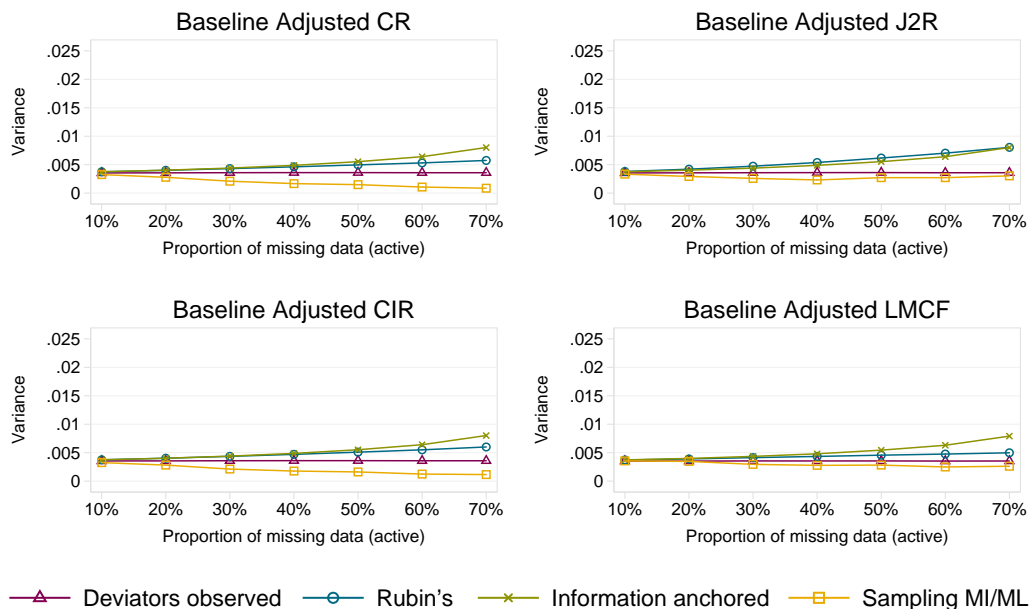 Baseline Adjusted CR
Baseline Adjusted J2R
.025
.02
.015
.01
.005
0
Variance
10% 20% 30% 40% 50% 60% 70%
Proportion of missing data (active)
.025
.02
.015
.01
.005
0
Variance
10% 20% 30% 40% 50% 60% 70%
Proportion of missing data (active)
Baseline Adjusted CIR
Baseline Adjusted LMCF
.025
.02
.015
.01
.005
0
Variance
10% 20% 30% 40% 50% 60% 70%
Proportion of missing data (active)
.025
.02
.015
.01
.005
0
Variance
10% 20% 30% 40% 50% 60% 70%
Proportion of missing data (active)
Deviators observed Rubin's Information anchored Sampling MI/ML